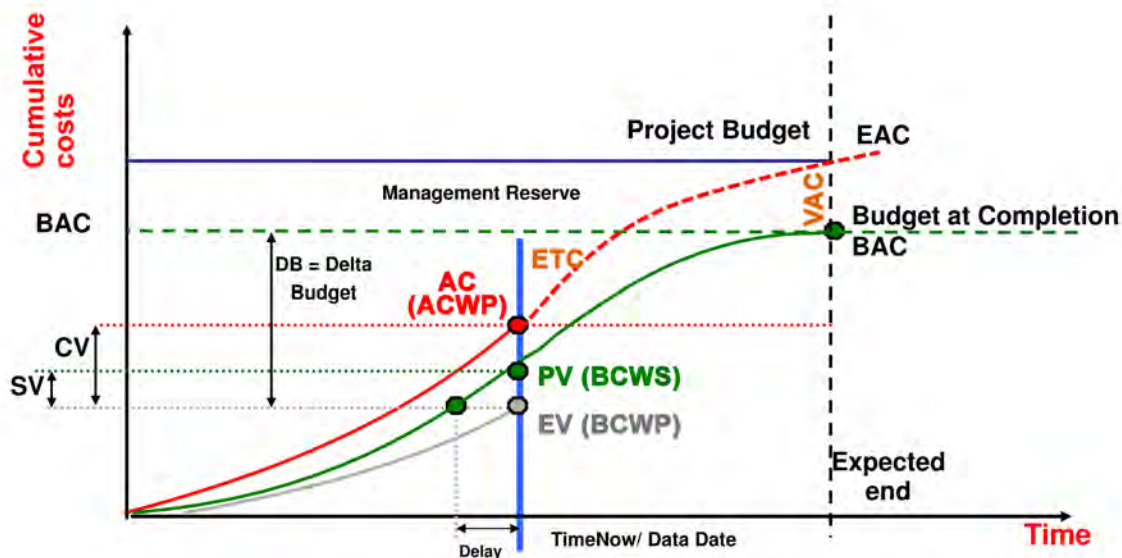 Cumulative
costs
Project Budget
EAC
Management Reserve
VAC
BAC
Budget at Completion
BAC
DB = Delta
Budget
ETC
AC
(ACWP)
CV
PV (BCWS)
SV
EV (BCWP)
Expected
end
Time
TimeNow/ Data Date
Delay